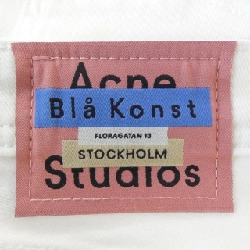 Acne
Blå Konst
FLORAGATAN 13
STOCKHOLM
Studios